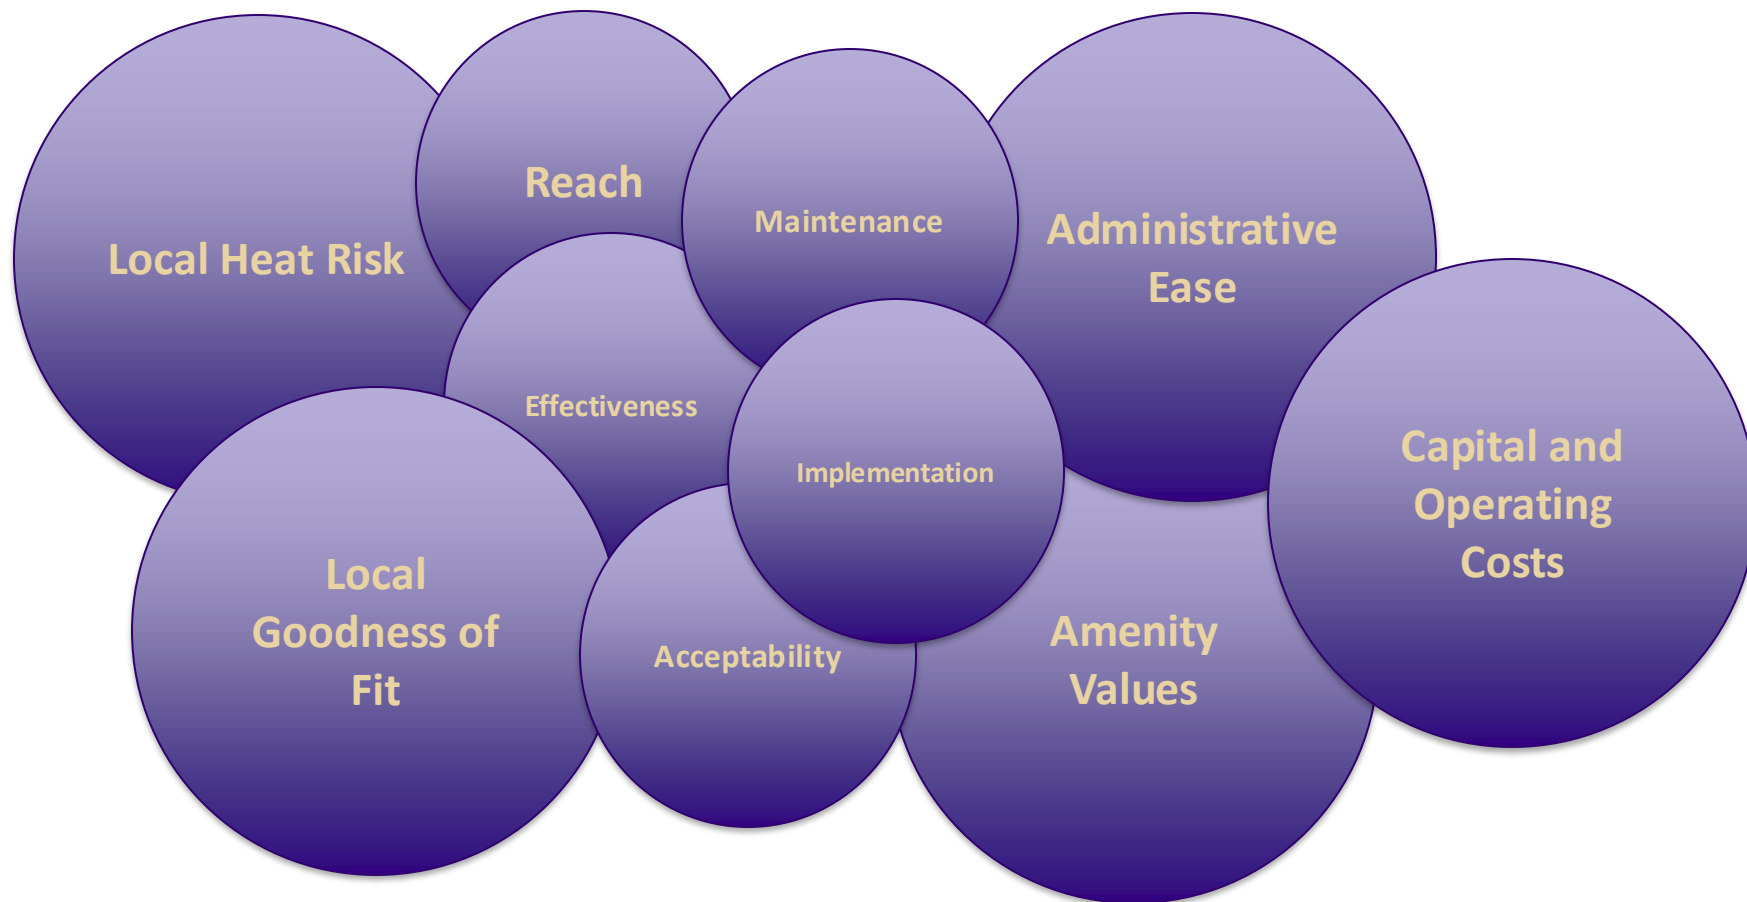 Local Heat Risk
Reach
Maintenance
Administrative
Ease
Effectiveness
Implementation
Capital and
Operating
Costs
Local
Goodness of
Fit
Acceptability
Amenity
Values